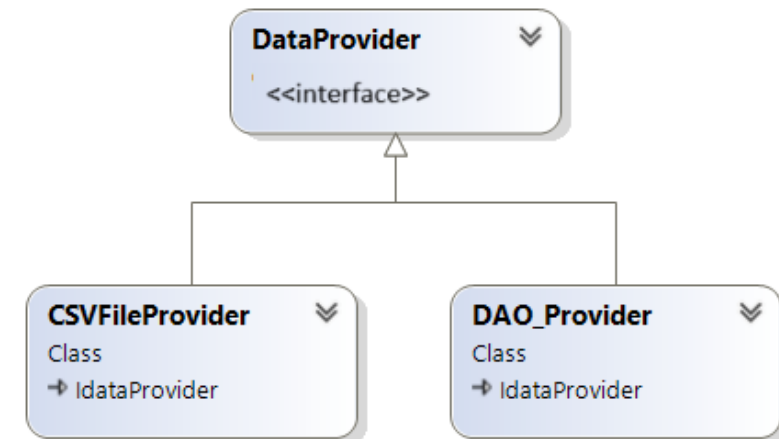 DataProvider
<<interface>>
CSVFileProvider
Class
IdataProvider
DAO_Provider
Class
IdataProvider